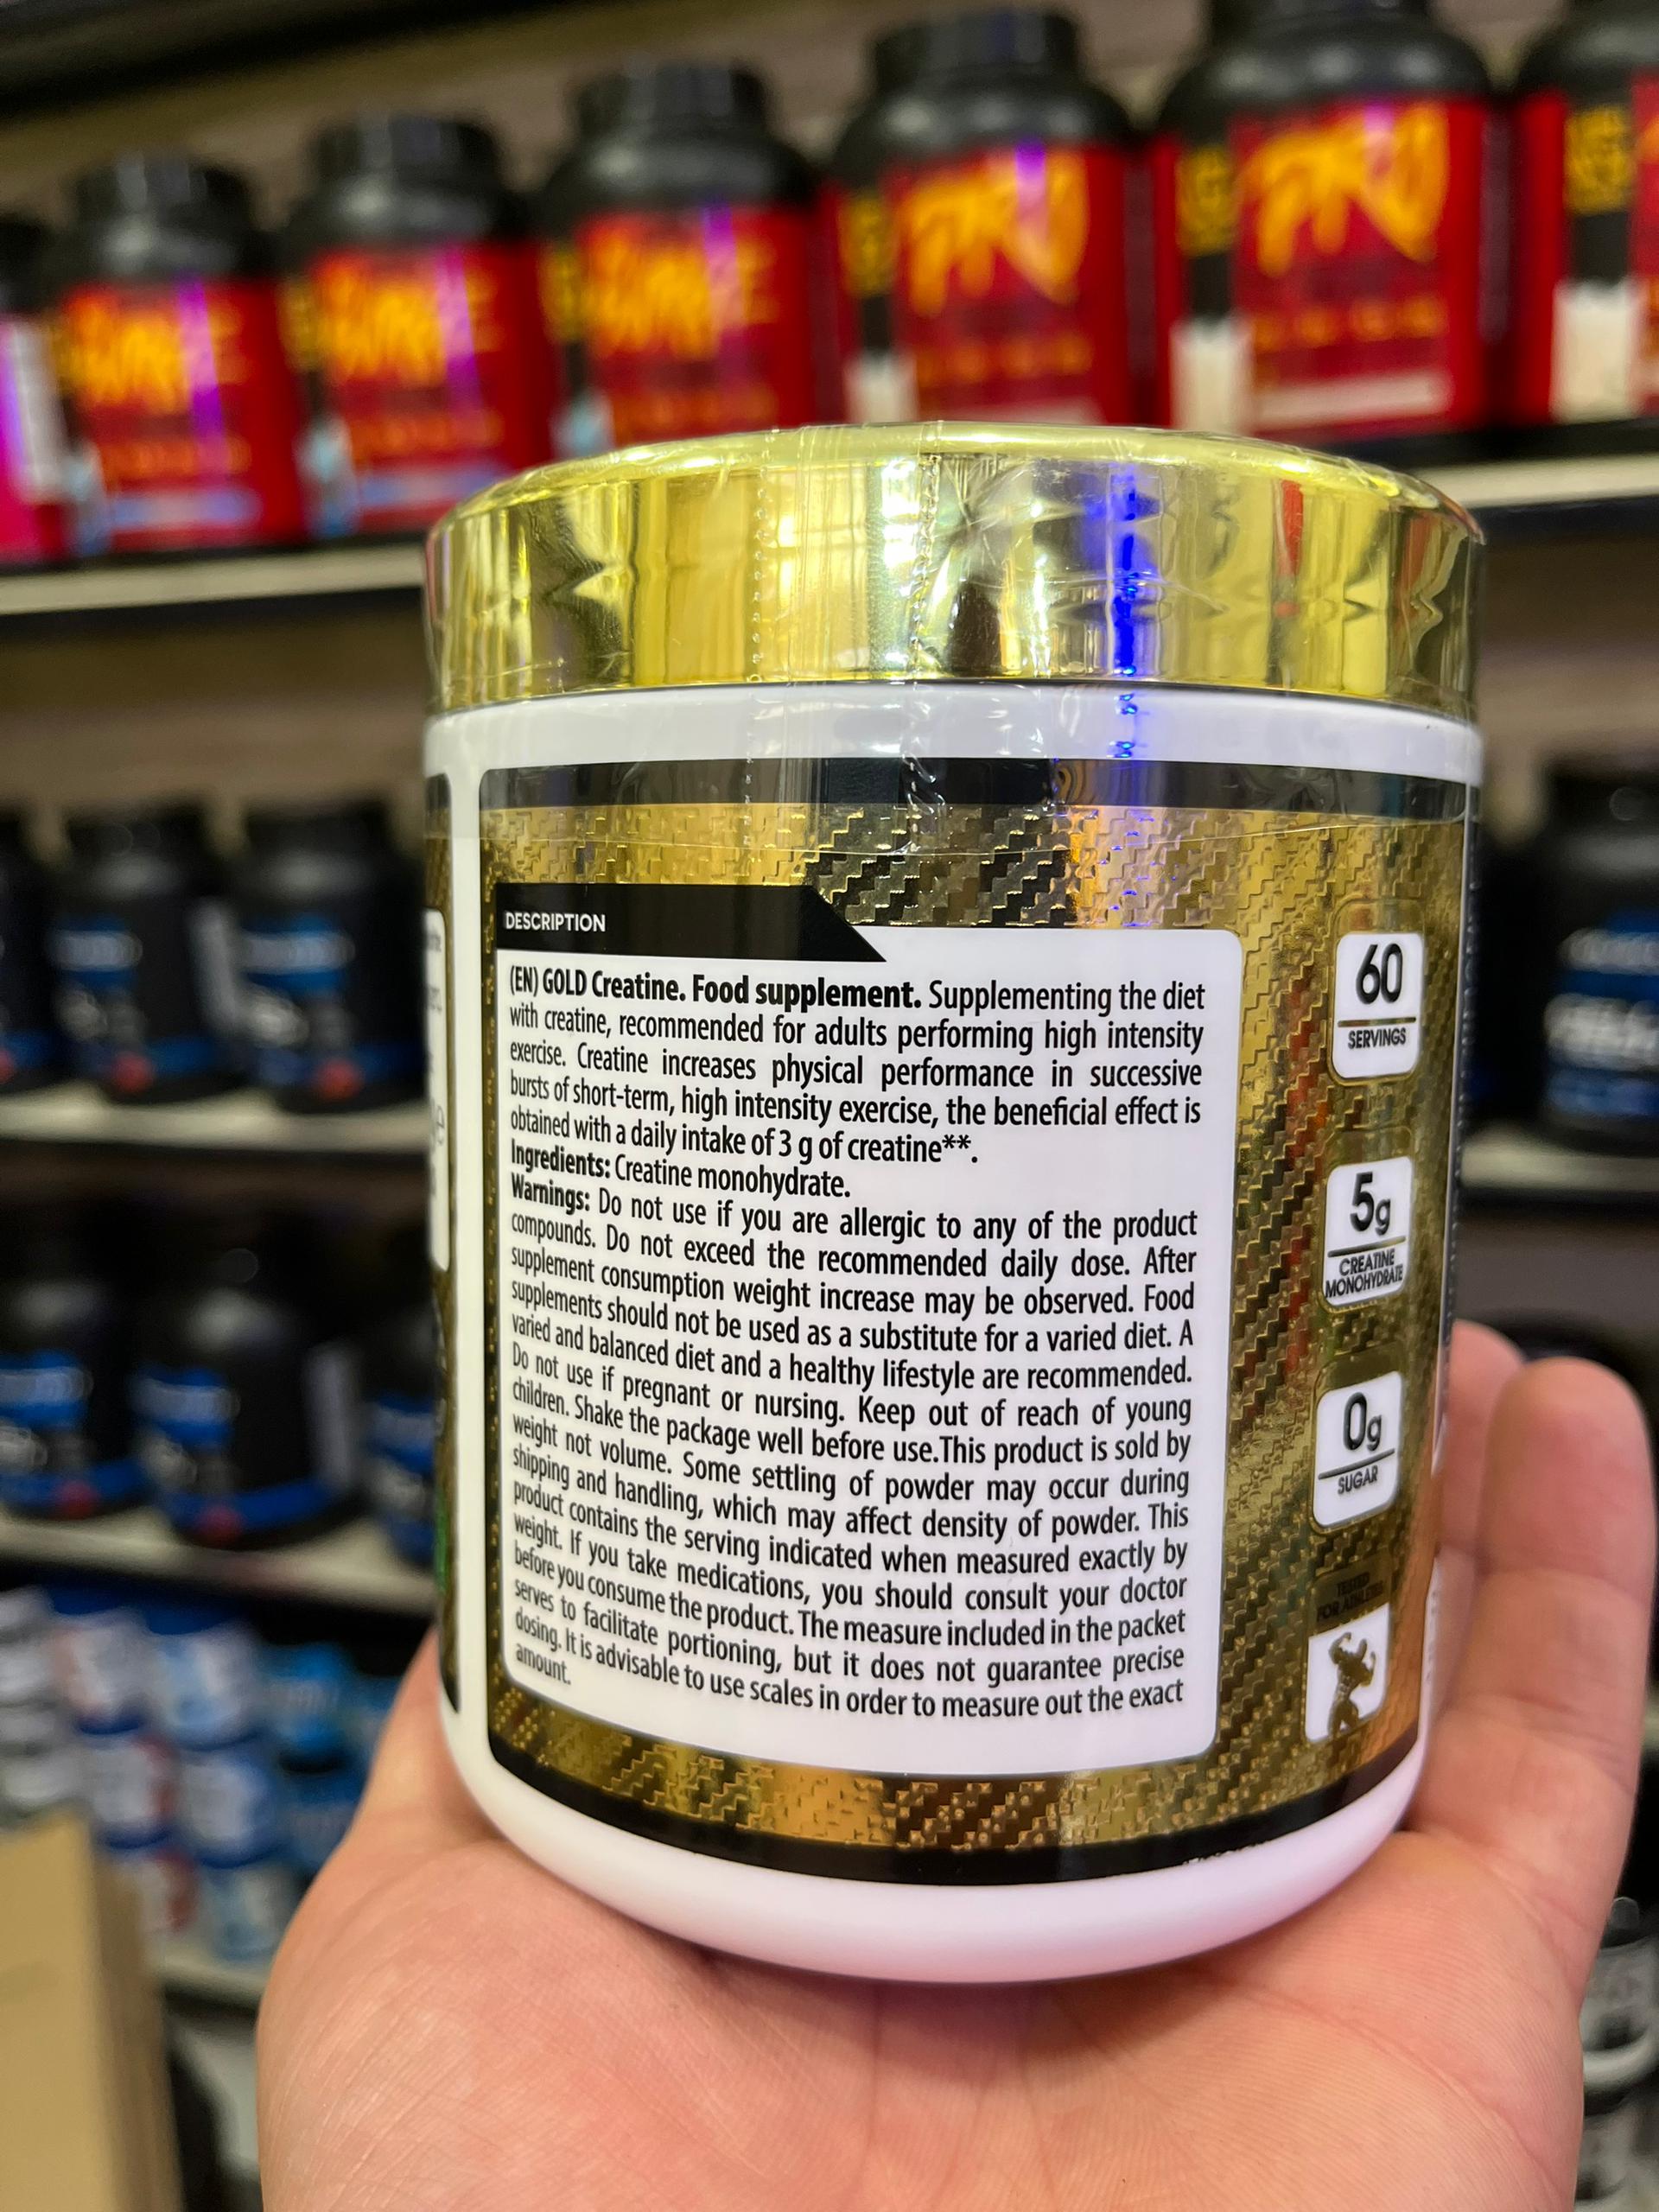 DESCRIPTION
(EN) GOLD Creatine. Food supplement. Supplementing the diet
with creatine, recommended for adults performing high intensity
exercise. Creatine increases physical performance in successive
bursts of short-term, high intensity exercise, the beneficial effect is
obtained with a daily intake of 3 g of creatine**.
Ingredients: Creatine monohydrate.
Warnings: Do not use if you are allergic to any of the product
compounds. Do not exceed the recommended daily dose. After
supplement consumption weight increase may be observed. Food
supplements should not be used as a substitute for a varied diet. A
varied and balanced diet and a healthy lifestyle are recommended.
Do not use if pregnant or nursing. Keep out of reach of young
children. Shake the package well before use.This product is sold by
weight not volume. Some settling of powder may occur during
shipping and handling, which may affect density of powder. This
product contains the serving indicated when measured exactly by
weight. If you take medications, you should consult your doctor
before you consume the product. The measure included in the packet
serves to facilitate portioning, but it does not guarantee precise
dosing. It is advisable to use scales in order to measure out the exact
amount.
60
SERVINGS
5g
CREATINE
MONOHYDRATE
0g
SUGAR
TESTED
FOR ATHLETES